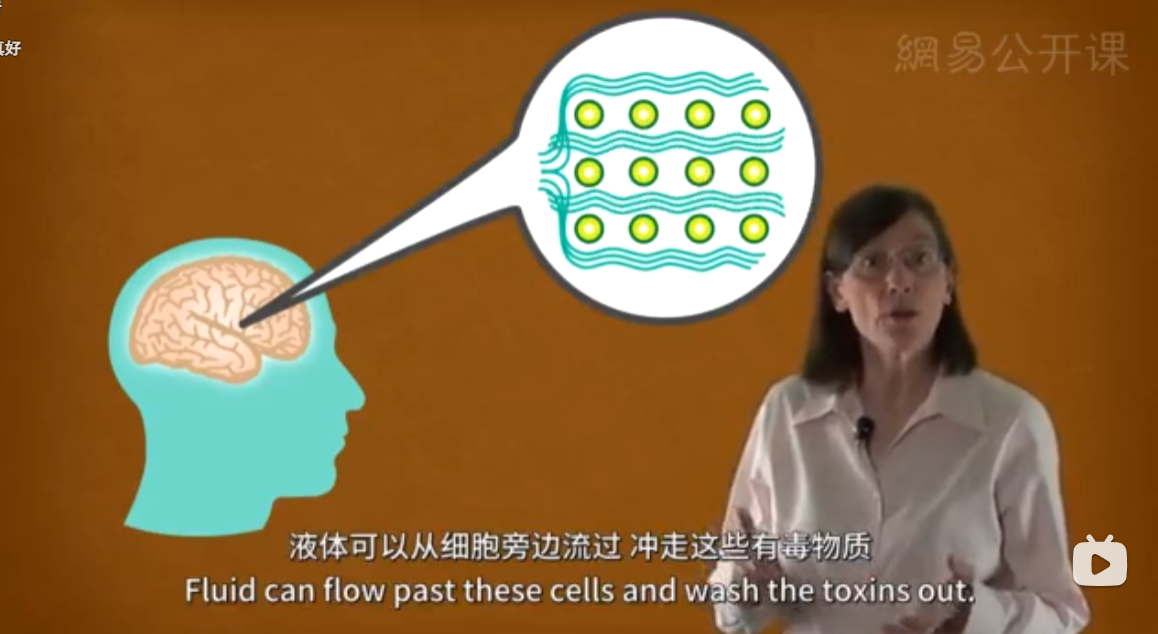 真好
網易公开课
液体可以从细胞旁边流过 冲走这些有毒物质
Fluid can flow past these cells and wash the toxins out.